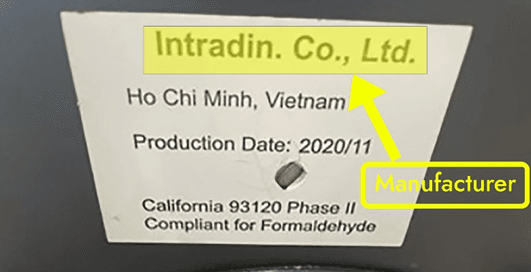 Intradin. Co., Ltd.
Ho Chi Minh, Vietnam
Production Date: 2020/11
Manufacturer
California 93120 Phase II
Compliant for Formaldehyde